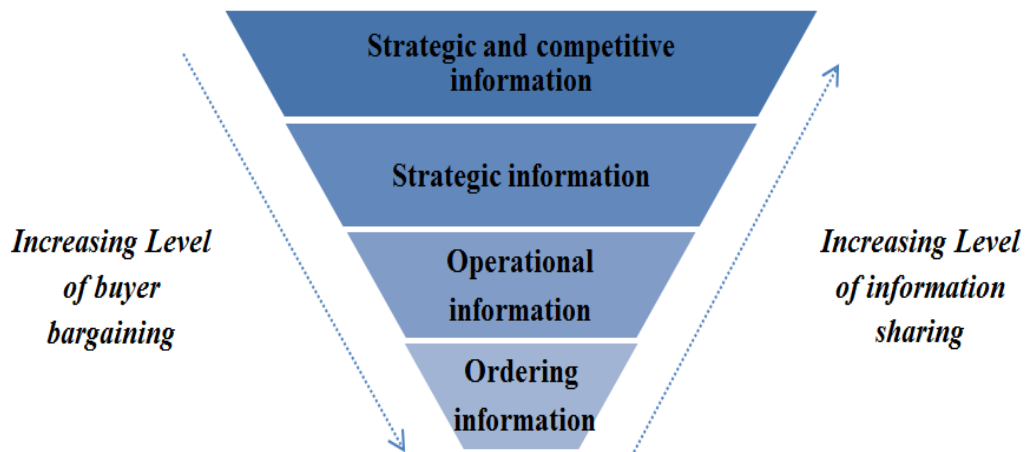 Strategic and competitive
information
Strategic information
Operational
information
Ordering
information
Increasing Level
of buyer
bargaining
Increasing Level
of information
sharing